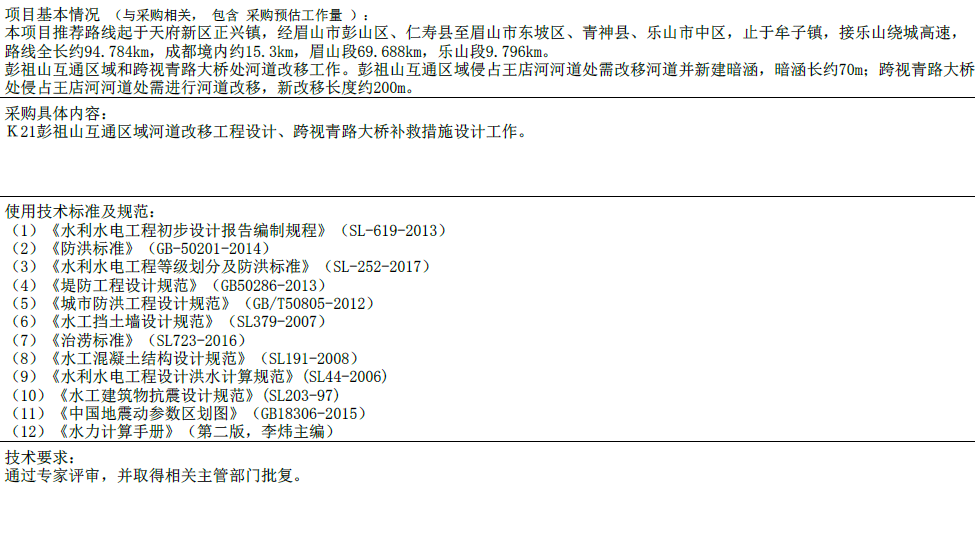 项目基本情况 （与采购相关， 包含 采购预估工作量 ）：
本项目推荐路线起于天府新区正兴镇，经眉山市彭山区、仁寿县至眉山市东坡区、青神县、乐山市中区，止于牟子镇，接乐山绕城高速，
路线全长约94.784km，成都境内约15.3km，眉山段69.688km，乐山段9.796km。
彭祖山互通区域和跨视青路大桥处河道改移工作。彭祖山互通区域侵占王店河河道处需改移河道并新建暗涵，暗涵长约70m；跨视青路大桥
处侵占王店河河道处需进行河道改移，新改移长度约200m。
采购具体内容：
Ｋ21彭祖山互通区域河道改移工程设计、跨视青路大桥补救措施设计工作。
使用技术标准及规范：
（1）《水利水电工程初步设计报告编制规程》（SL-619-2013）
（2）《防洪标准》（GB-50201-2014）
（3）《水利水电工程等级划分及防洪标准》（SL-252-2017）
（4）《堤防工程设计规范》（GB50286-2013）
（5）《城市防洪工程设计规范》（GB/T50805-2012）
（6）《水工挡土墙设计规范》（SL379-2007）
（7）《治涝标准》（SL723-2016）
（8）《水工混凝土结构设计规范》（SL191-2008）
（9）《水利水电工程设计洪水计算规范》(SL44-2006)
（10）《水工建筑物抗震设计规范》(SL203-97)
（11）《中国地震动参数区划图》（GB18306-2015）
（12）《水力计算手册》（第二版，李炜主编）
技术要求：
通过专家评审，并取得相关主管部门批复。